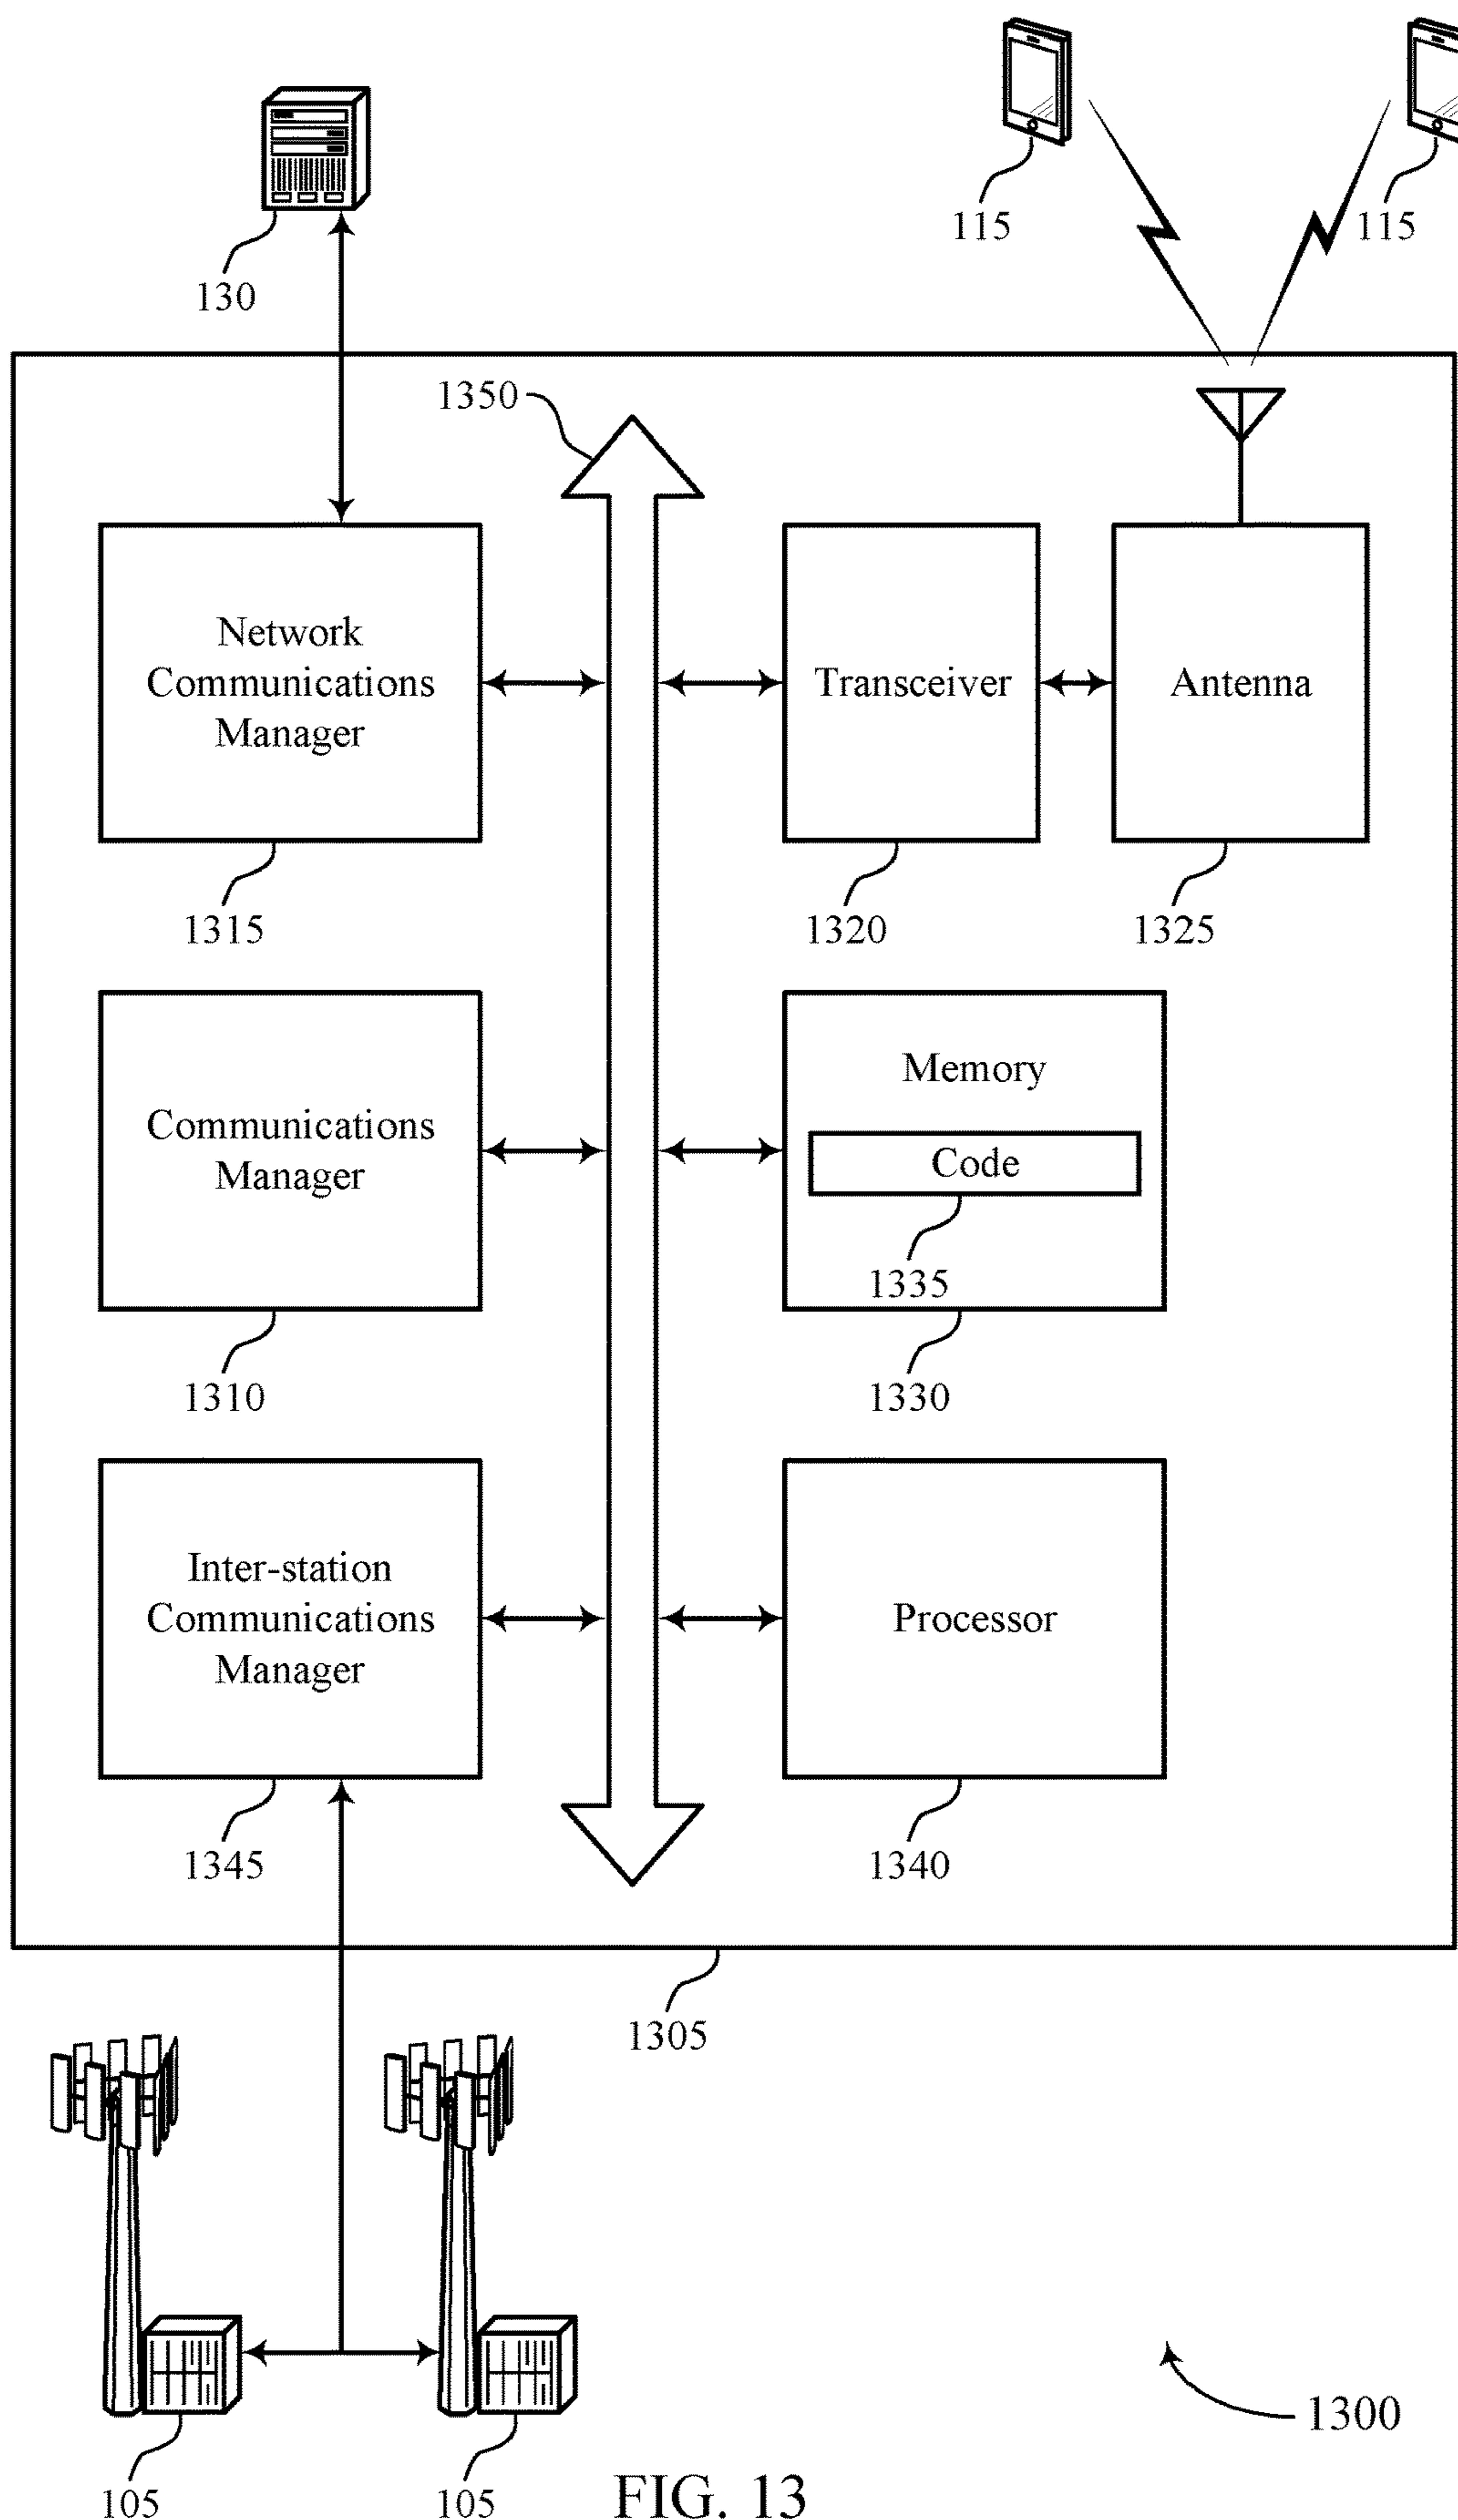 115
115
130
1350
Network
Communications
Manager
Transceiver
Antenna
1315
1320
1325
Communications
Manager
Memory
Code
1335
1310
1330
Inter-station
Communications
Manager
Processor
1345
1340
1305
1300
105
105
FIG. 13